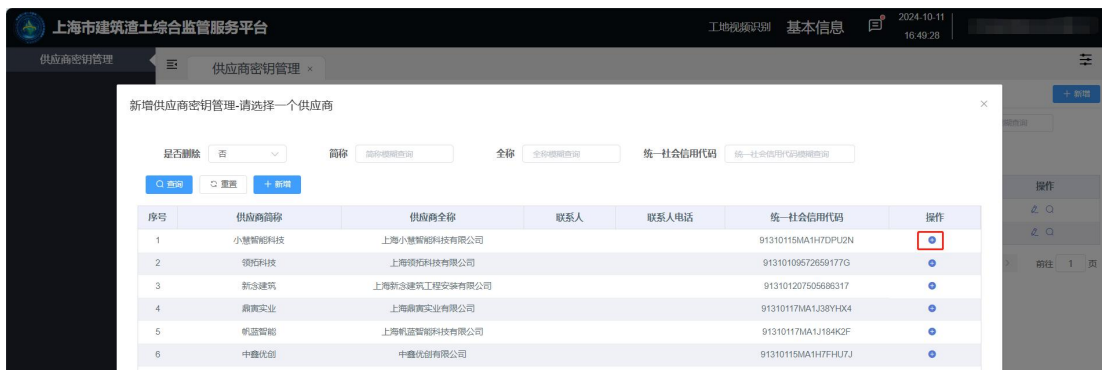 上海市建筑渣土综合监管服务平台 工地视频识别 基本信息 2024-10-11
16:49:28
供应商密钥管理 供应商密钥管理 ×
新增供应商密钥管理-请选择一个供应商 × + 新增
是否删除 否 简称 简称模糊查询 全称 全称模糊查询 统一社会信用代码 统一社会信用代码模糊查询
查询 重置 + 新增
序号 供应商简称 供应商全称 联系人 联系人电话 统一社会信用代码 操作 操作
1 小慧智能科技 上海小慧智能科技有限公司 91310115MA1H7DPU2N
2 领拓科技 上海领拓科技有限公司 91310109572659177G
3 新念建筑 上海新念建筑工程安装有限公司 913101207505686317
4 鼎寅实业 上海鼎寅实业有限公司 91310117MA1J38YHX4
5 帆蓝智能 上海帆蓝智能科技有限公司 91310117MA1J184K2F
6 中鑫优创 中鑫优创有限公司 91310115MA1H7FHU7J
前往 1 页